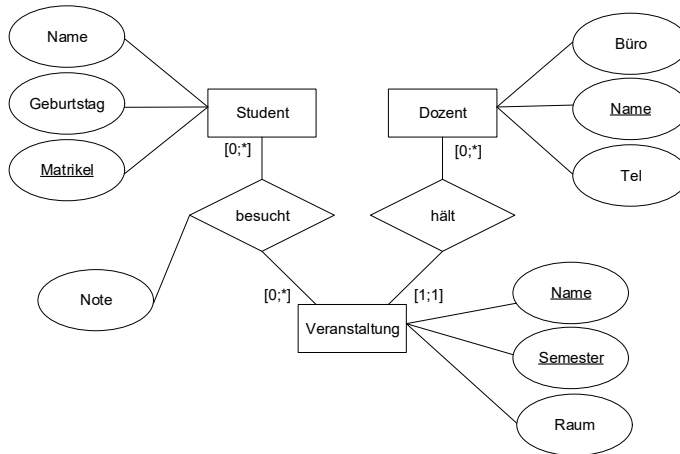 Name
Geburtstag
Matrikel
Student
Dozent
Büro
Name
Tel
[0;*]
[0;*]
besucht
hält
Note
[0;*]
[1;1]
Veranstaltung
Name
Semester
Raum